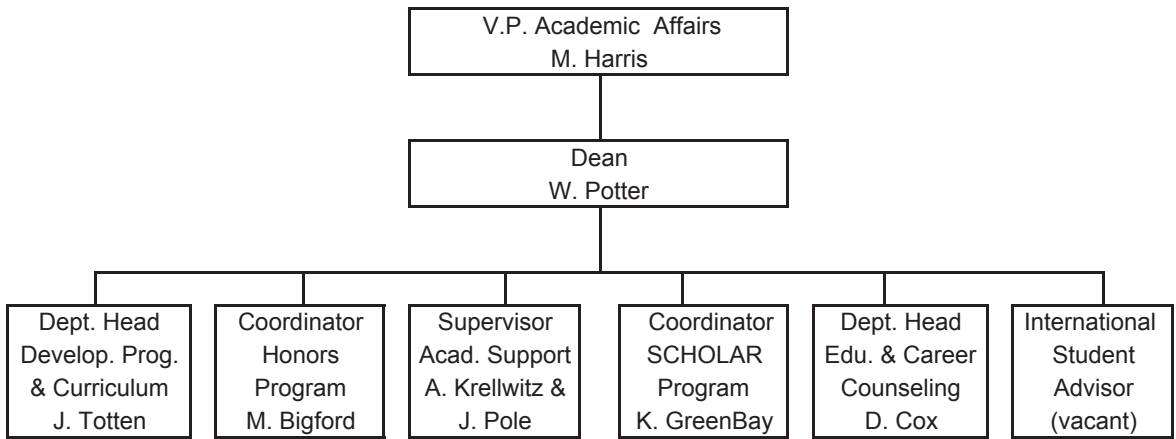 V.P. Academic Affairs
M. Harris
Dean
W. Potter
Dept. Head
Develop. Prog.
& Curriculum
J. Totten
Coordinator
Honors
Program
M. Bigford
Supervisor
Acad. Support
A. Krellwitz &
J. Pole
Coordinator
SCHOLAR
Program
K. GreenBay
Dept. Head
Edu. & Career
Counseling
D. Cox
International
Student
Advisor
(vacant)